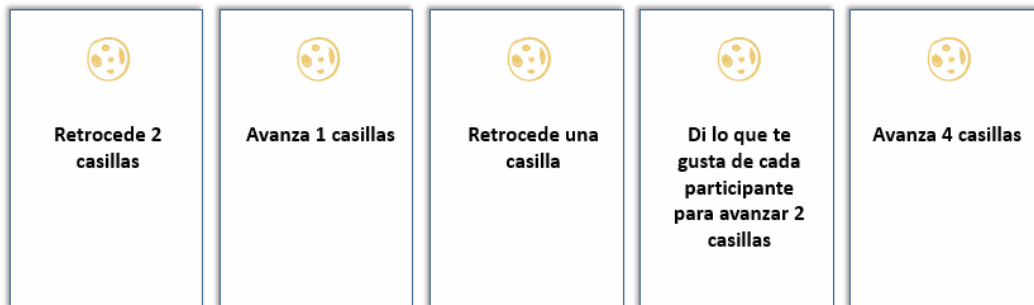 Retrocede 2
casillas
Avanza 1 casillas
Retrocede una
casilla
Di lo que te
gusta de cada
participante
para avanzar 2
casillas
Avanza 4 casillas